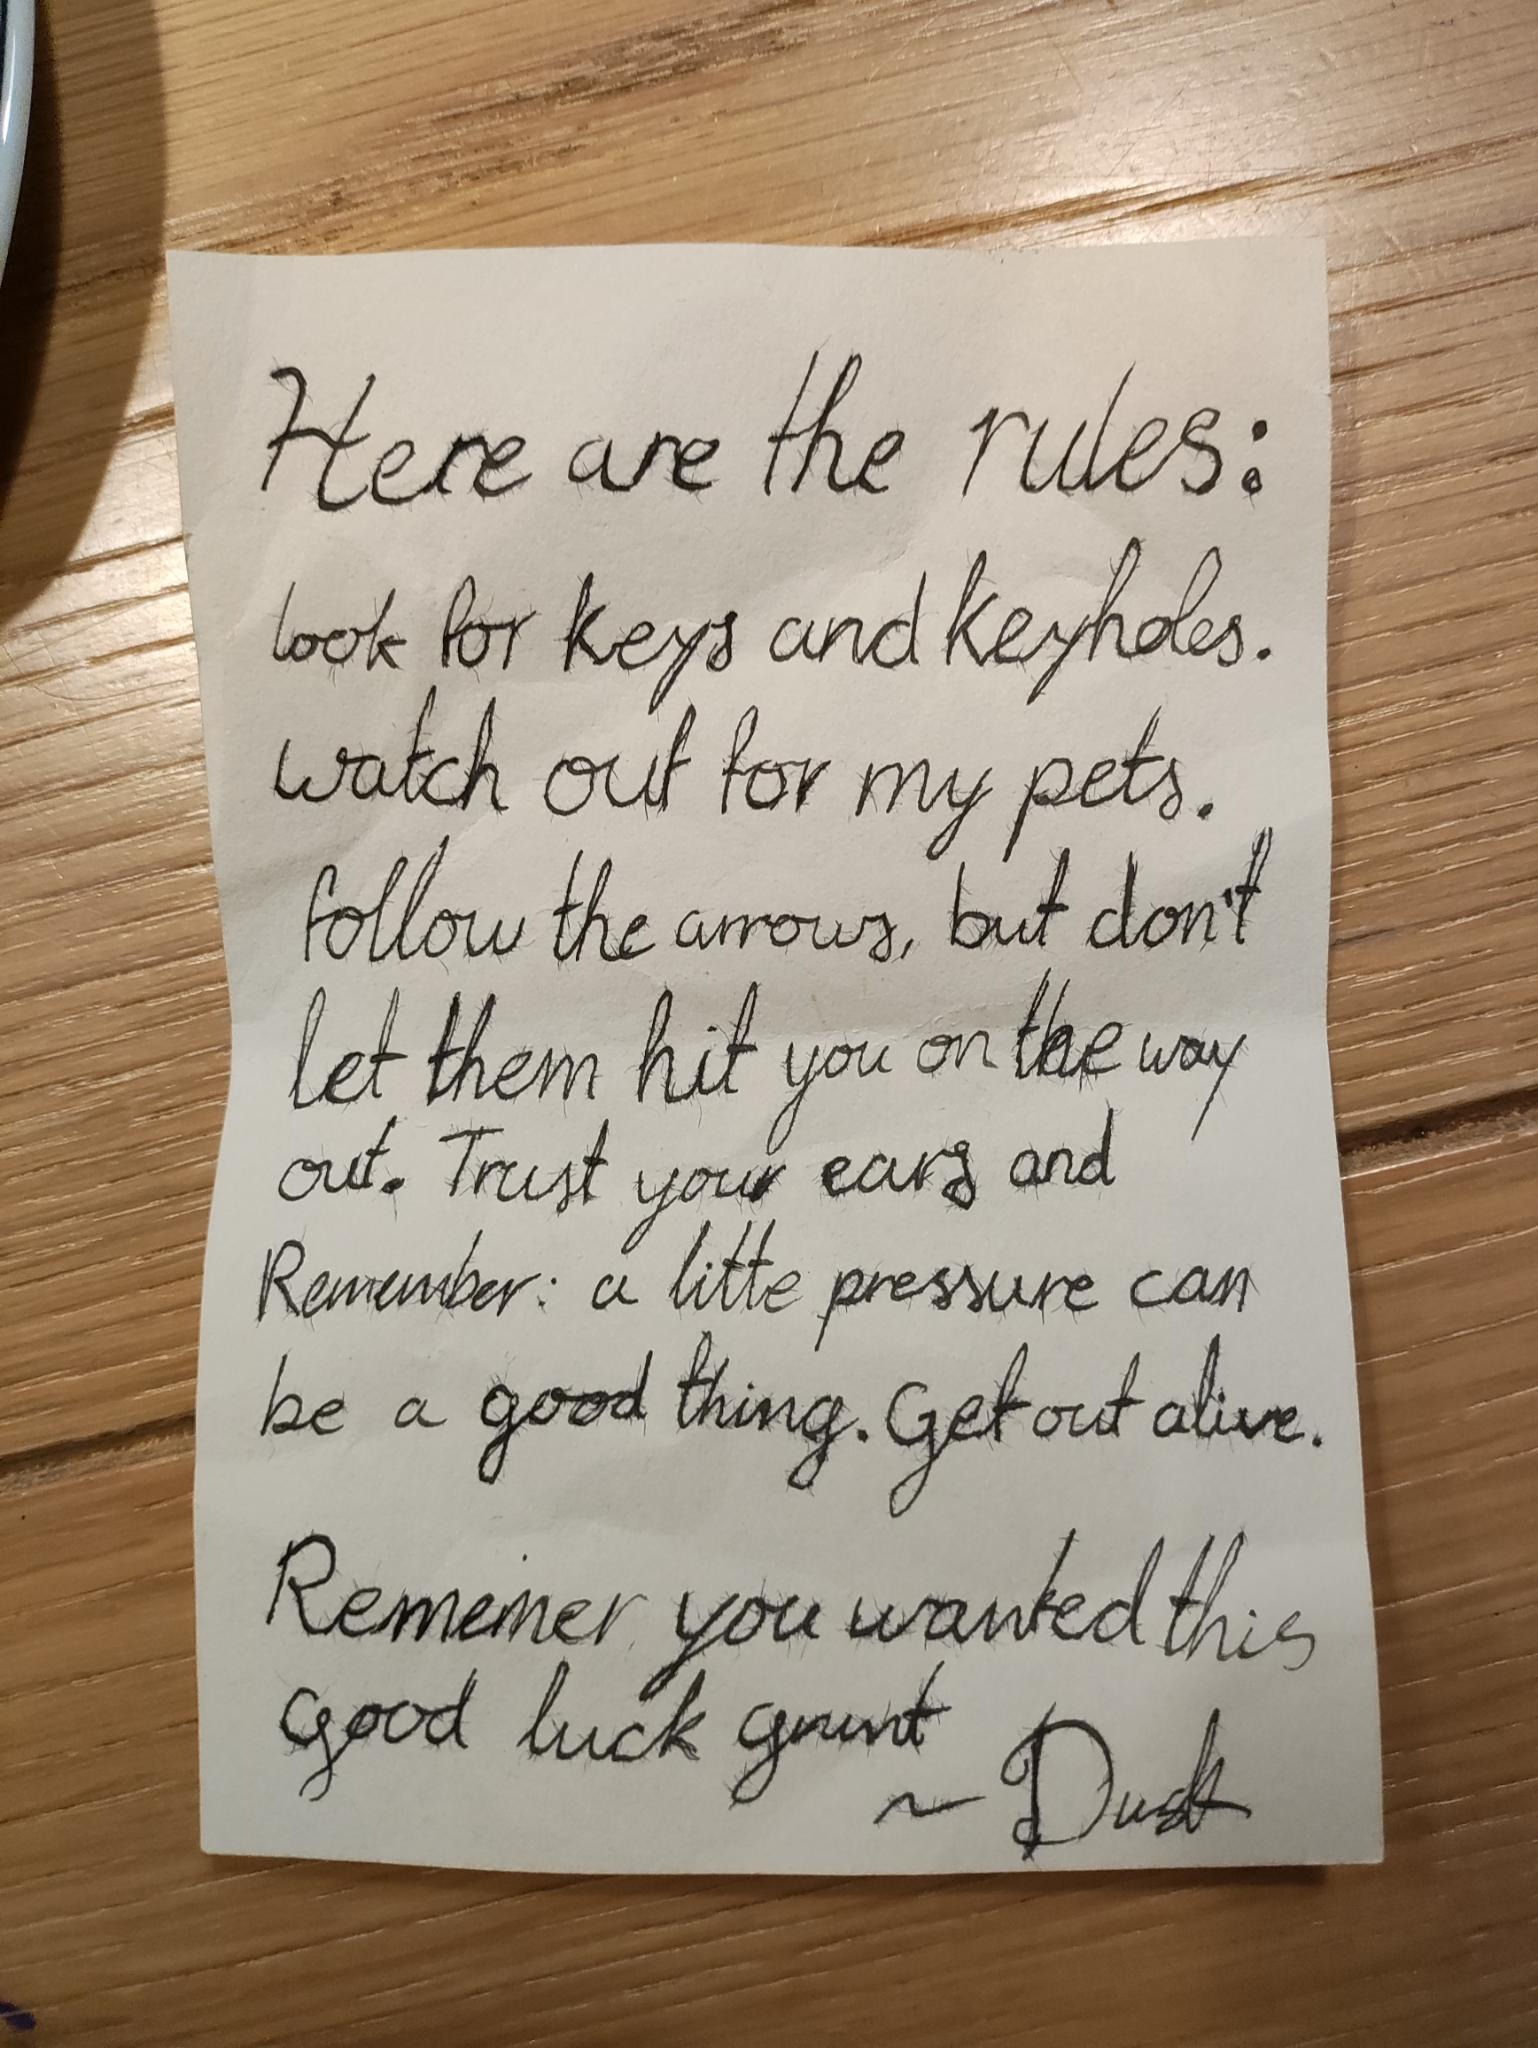 Here are the rules:
look for keys and keyholes.
watch out for my pets.
follow the arrows, but don't
let them hit you on the way
out. Trust your ears and
Remember: a litte pressure can
be a good thing. Get out alive.
Rememer you wanted this
Good luck grunt
~ Dusk